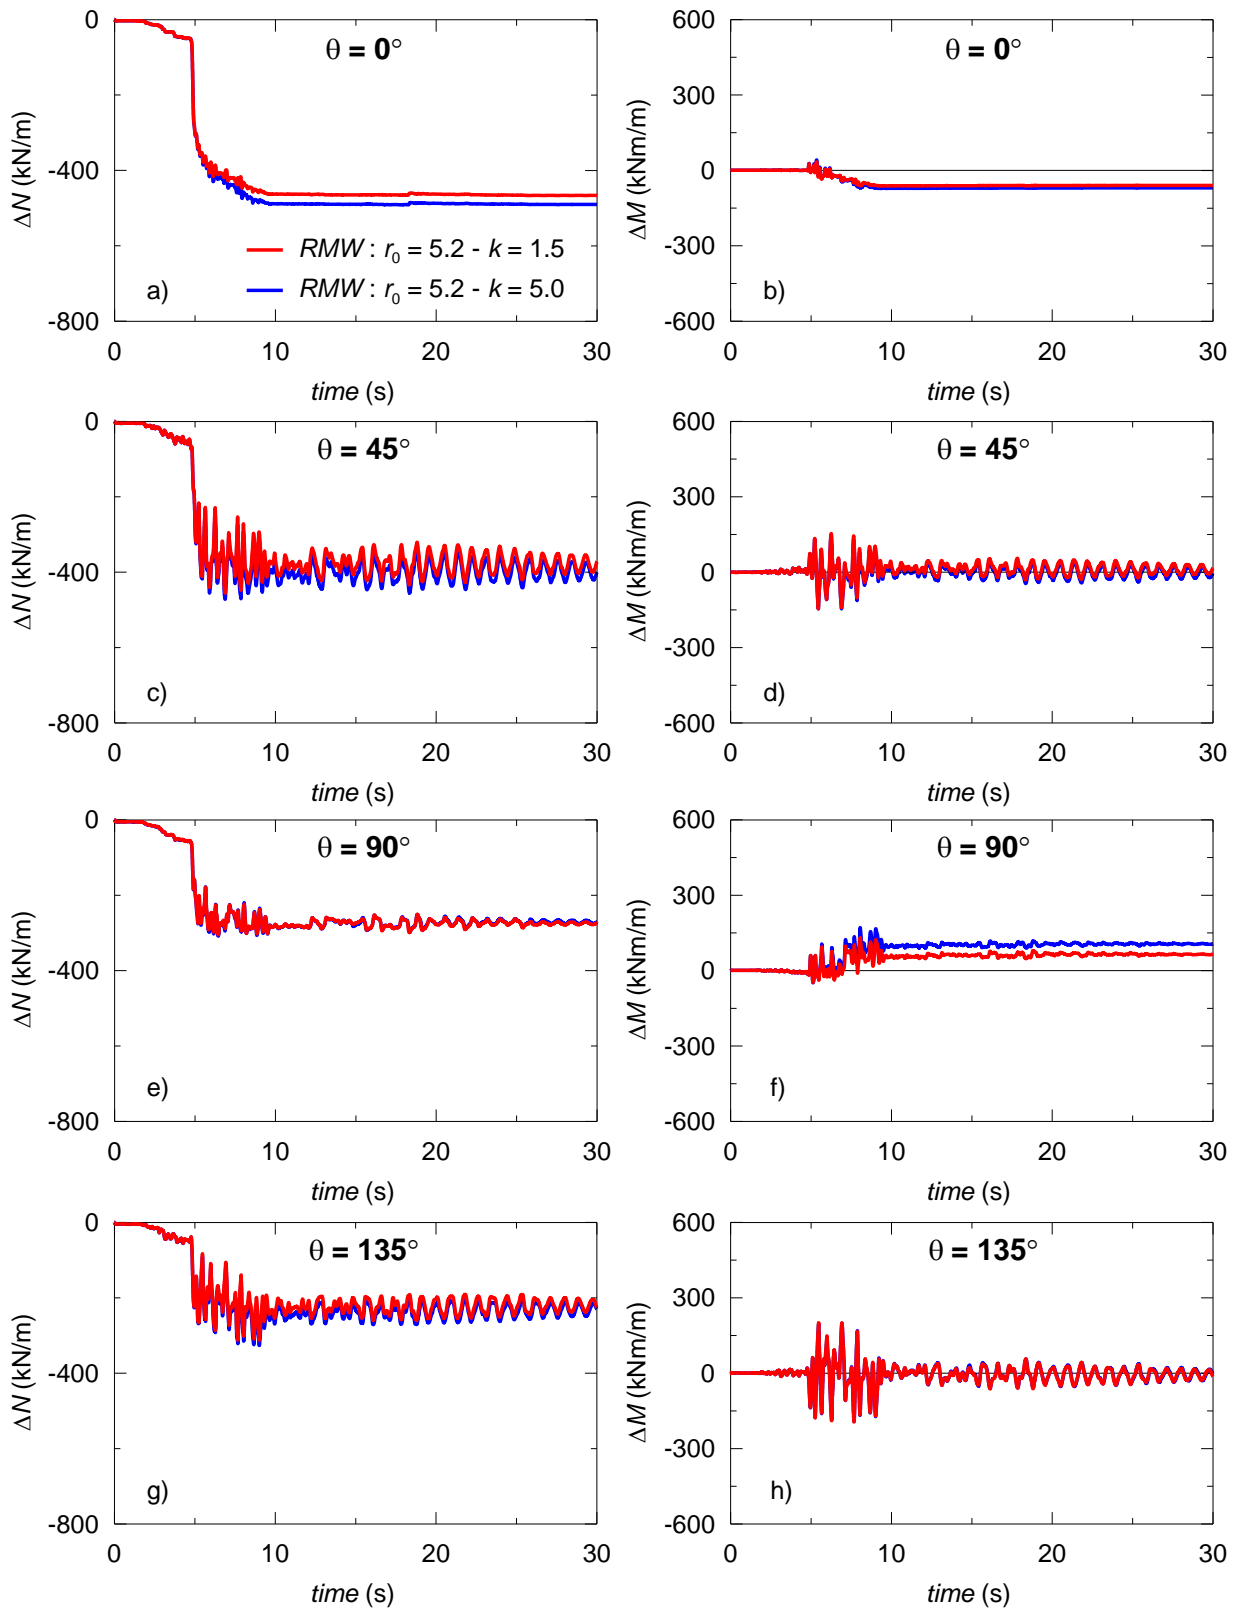 0
-400
-800
ΔN (kN/m)
θ = 0°
RMW : r₀ = 5.2 - k = 1.5
RMW : r₀ = 5.2 - k = 5.0
a)
0 10 20 30
time (s)
600
300
0
-300
-600
ΔM (kNm/m)
θ = 0°
b)
0 10 20 30
time (s)
0
-400
-800
ΔN (kN/m)
θ = 45°
c)
0 10 20 30
time (s)
600
300
0
-300
-600
ΔM (kNm/m)
θ = 45°
d)
0 10 20 30
time (s)
0
-400
-800
ΔN (kN/m)
θ = 90°
e)
0 10 20 30
time (s)
600
300
0
-300
-600
ΔM (kNm/m)
θ = 90°
f)
0 10 20 30
time (s)
0
-400
-800
ΔN (kN/m)
θ = 135°
g)
0 10 20 30
time (s)
600
300
0
-300
-600
ΔM (kNm/m)
θ = 135°
h)
0 10 20 30
time (s)